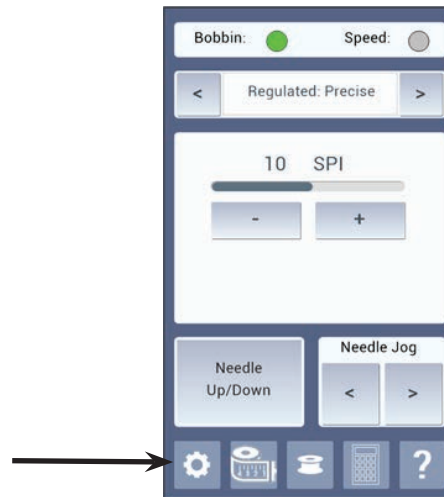 Bobbin: Speed:
< Regulated: Precise >
10 SPI
- +
Needle Jog
Needle
Up/Down
< >
?